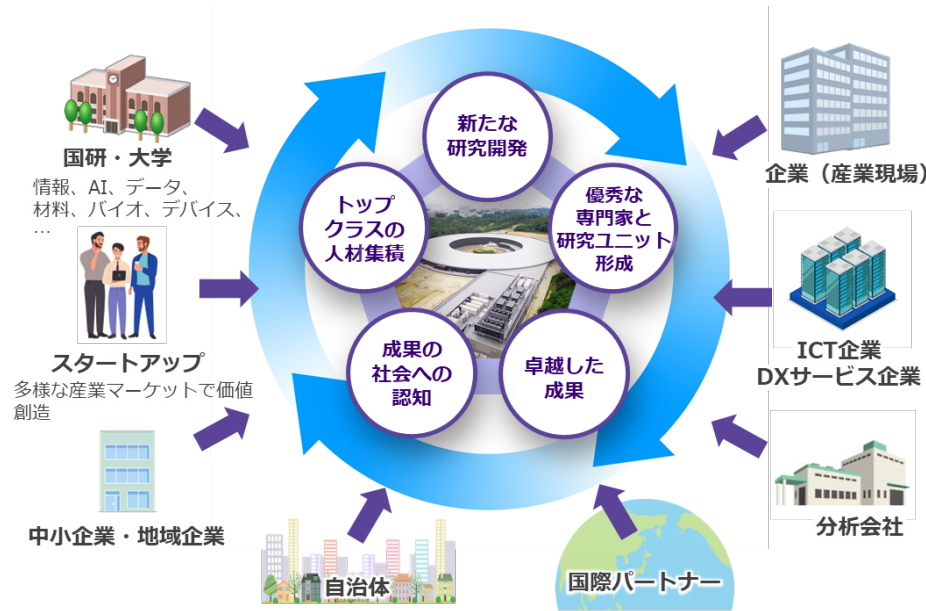 新たな
研究開発
優秀な
専門家と
研究ユニット
形成
卓越した
成果
成果の
社会への
認知
トップ
クラスの
人材集積
国研・大学
情報、AI、データ、
材料、バイオ、デバイス、
…
スタートアップ
多様な産業マーケットで価値
創造
中小企業・地域企業
自治体
国際パートナー
企業（産業現場）
ICT企業
DXサービス企業
分析会社